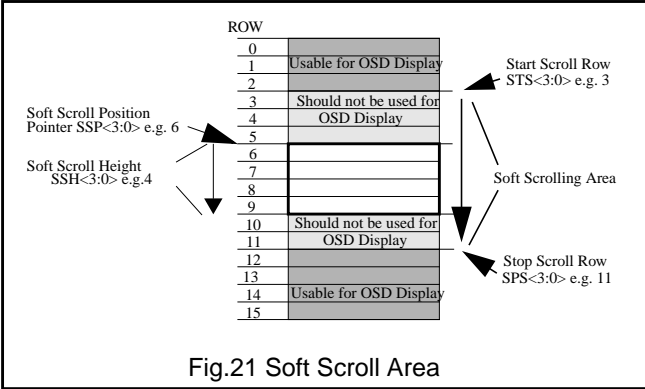 ROW
0
1
2
3
4
5
6
7
8
9
10
11
12
13
14
15
Usable for OSD Display
Should not be used for
OSD Display
Should not be used for
OSD Display
Usable for OSD Display
Soft Scroll Position
Pointer SSP<3:0> e.g. 6
Soft Scroll Height
SSH<3:0> e.g.4
Start Scroll Row
STS<3:0> e.g. 3
Soft Scrolling Area
Stop Scroll Row
SPS<3:0> e.g. 11
Fig.21 Soft Scroll Area